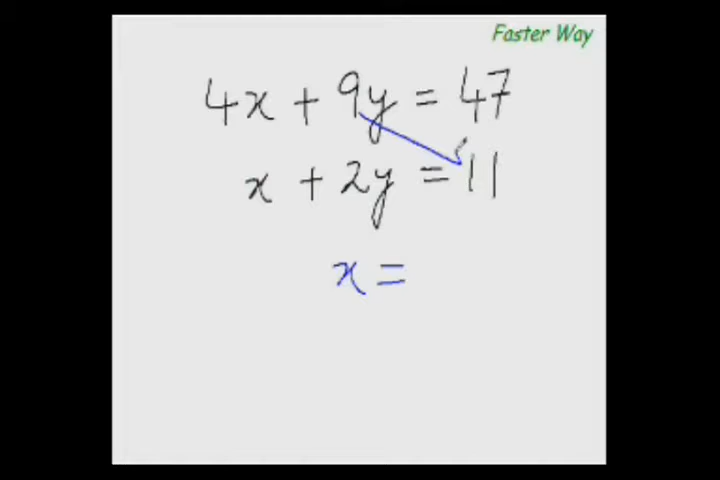 Faster Way
4x + 9y = 47
x + 2y = 11
x =